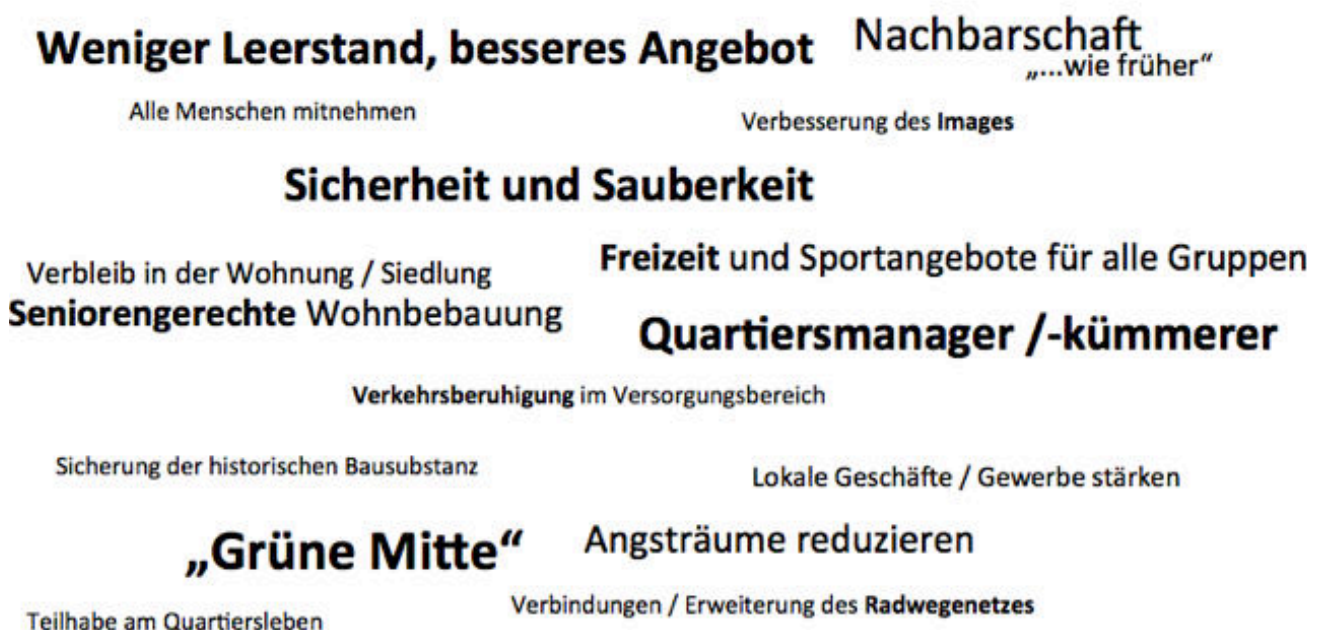 Weniger Leerstand, besseres Angebot
Nachbarschaft
„...wie früher“
Alle Menschen mitnehmen
Verbesserung des Images
Sicherheit und Sauberkeit
Freizeit und Sportangebote für alle Gruppen
Verbleib in der Wohnung / Siedlung
Seniorengerechte Wohnbebauung
Quartiersmanager /-kümmerer
Verkehrsberuhigung im Versorgungsbereich
Sicherung der historischen Bausubstanz
Lokale Geschäfte / Gewerbe stärken
„Grüne Mitte“
Angsträume reduzieren
Verbindungen / Erweiterung des Radwegenetzes
Teilhabe am Quartiersleben